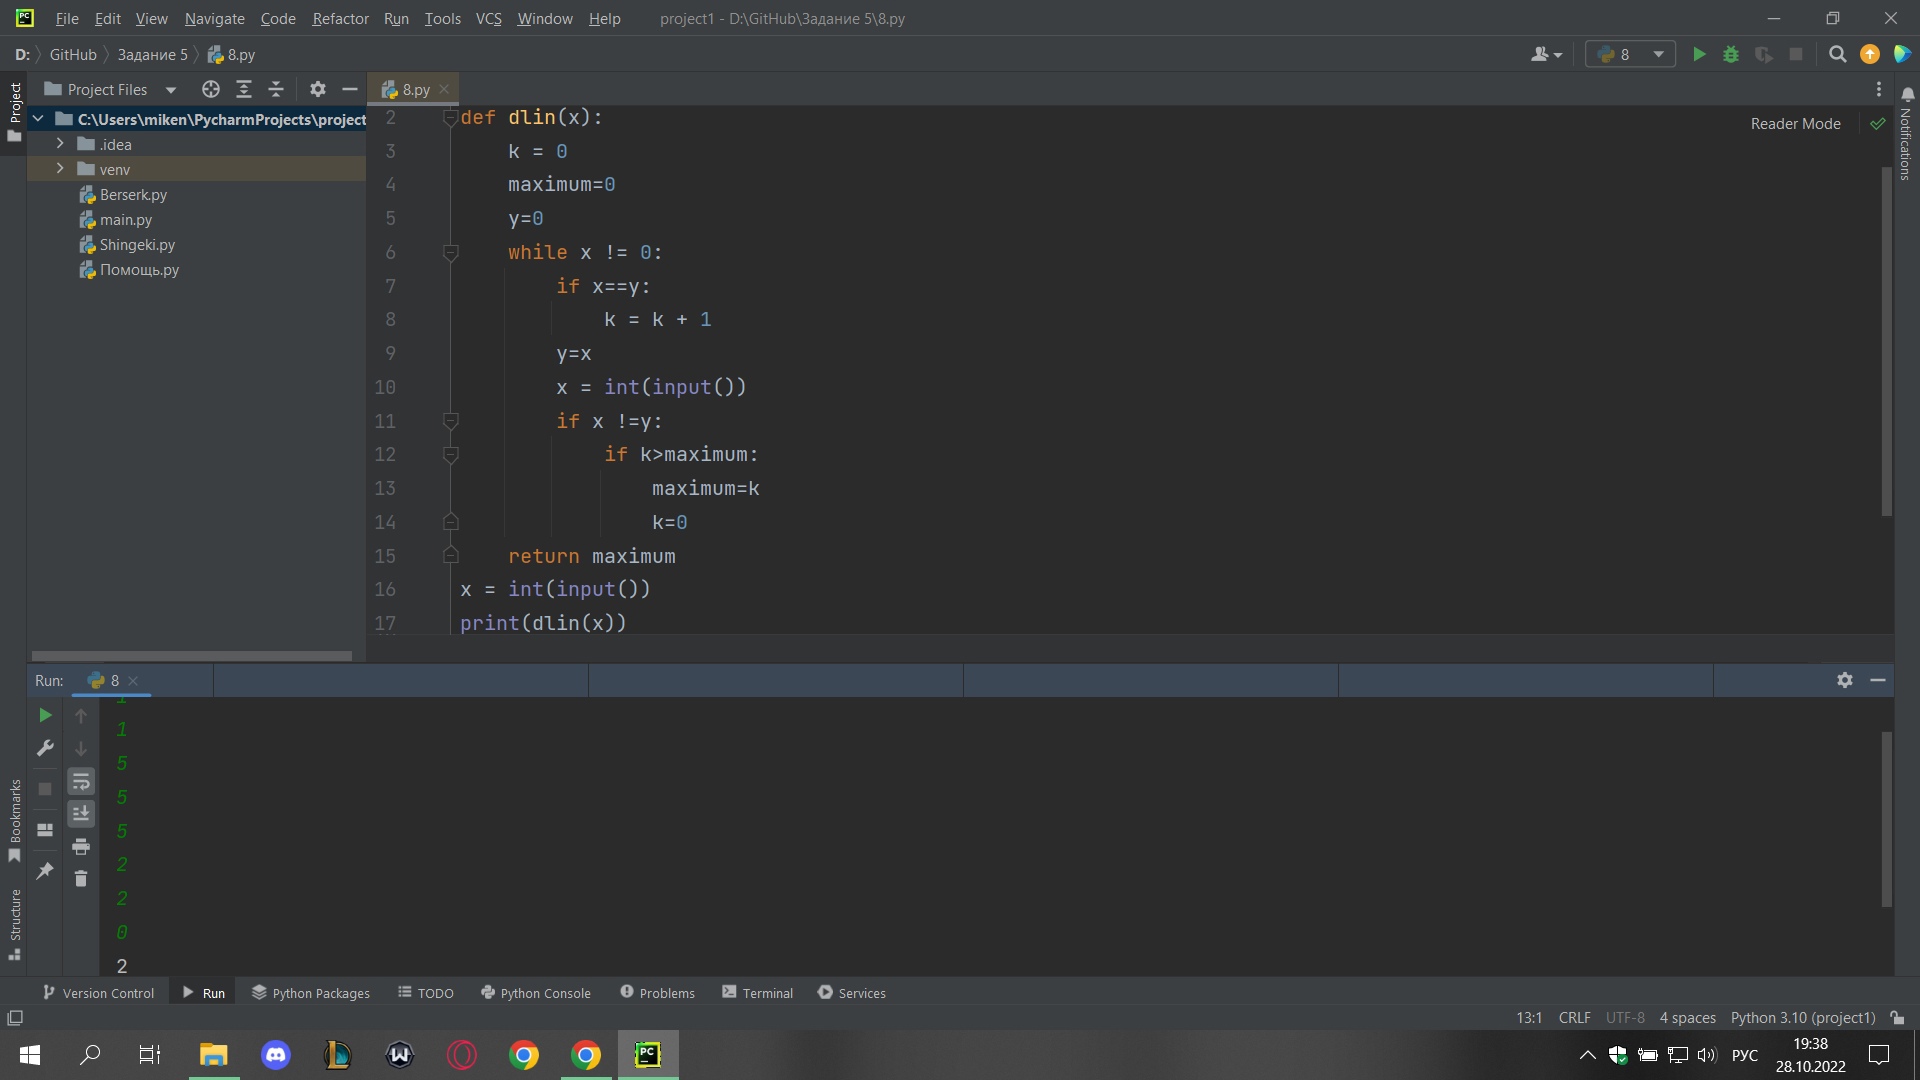 PC File Edit View Navigate Code Refactor Run Tools VCS Window Help project1 - D:\GitHub\Задание 5\8.py
D: GitHub Задание 5 8.py 8
Project Project Files 8.py
C:\Users\miken\PycharmProjects\project
.idea
venv
Berserk.py
main.py
Shingeki.py
Помощь.py
2 def dlin(x):
3 k = 0
4 maximum=0
5 y=0
6 while x != 0:
7 if x==y:
8 k = k + 1
9 y=x
10 x = int(input())
11 if x !=y:
12 if k>maximum:
13 maximum=k
14 k=0
15 return maximum
16 x = int(input())
17 print(dlin(x))
Reader Mode
Notifications
Run: 8
1
1
5
5
5
2
2
0
2
Bookmarks
Structure
Version Control Run Python Packages TODO Python Console Problems Terminal Services
13:1 CRLF UTF-8 4 spaces Python 3.10 (project1)
PC РУС 19:38
28.10.2022